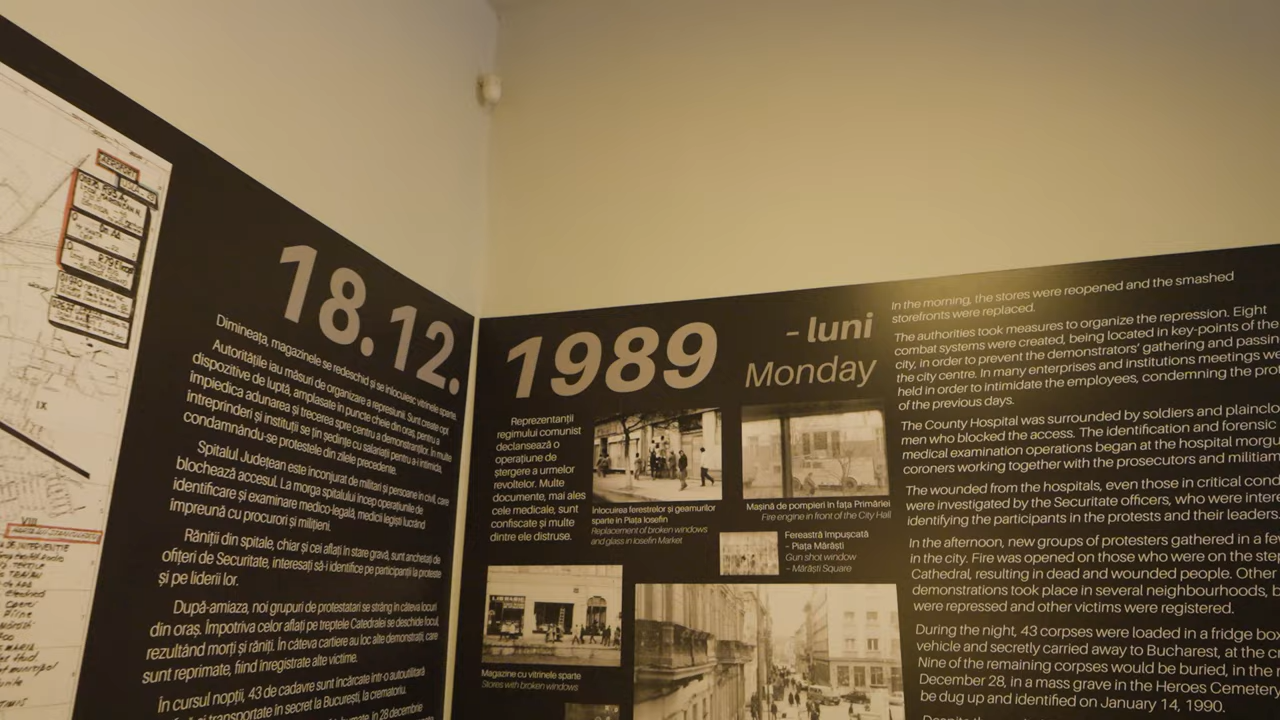 AEROPORT
IX
VIII
18.12.
Dimineața, magazinele se redeschid și se înlocuiesc vitrinele sparte.
Autoritățile iau măsuri de organizare a represiunii. Sunt create opt
dispozitive de luptă, amplasate în puncte cheie din oraș, pentru a
împiedica adunarea și trecerea spre centru a demonstranților. În multe
întreprinderi și instituții se țin ședințe cu salariații pentru a-i intimida,
condamnându-se protestele din zilele precedente.
Spitalul Județean este înconjurat de militari și persoane în civil, care
blochează accesul. La morga spitalului încep operațiunile de
identificare și examinare medico-legală, medicii legiști lucrând
împreună cu procurori și milițieni.
Răniții din spitale, chiar și cei aflați în stare gravă, sunt anchetați de
ofițeri de Securitate, interesați să-i identifice pe participanții la proteste
și pe liderii lor.
După-amiaza, noi grupuri de protestatari se strâng în câteva locuri
din oraș. Împotriva celor aflați pe treptele Catedralei se deschide focul,
rezultând morți și răniți. În câteva cartiere au loc alte demonstrații, care
sunt reprimate, fiind înregistrate alte victime.
În cursul nopții, 43 de cadavre sunt încărcate într-o autoutilitară
transportate în secret la București, la crematoriu.
în 28 decembrie
1989
- luni
Monday
Reprezentanții
regimului comunist
declansează o
operațiune de
ștergere a urmelor
revoltelor. Multe
documente, mai ales
cele medicale, sunt
confiscate și multe
dintre ele distruse.
Înlocuirea ferestrelor și geamurilor
sparte în Piața Iosefin
Replacement of broken windows
and glass in Iosefin Market
Mașină de pompieri în fața Primăriei
Fire engine in front of the City Hall
Fereastră împușcată
– Piața Mărăști
Gun shot window
– Mărăști Square
Magazine cu vitrinele sparte
Stores with broken windows
In the morning, the stores were reopened and the smashed
storefronts were replaced.
The authorities took measures to organize the repression. Eight
combat systems were created, being located in key-points of the
city, in order to prevent the demonstrators' gathering and passin
the city centre. In many enterprises and institutions meetings we
held in order to intimidate the employees, condemning the pro
of the previous days.
The County Hospital was surrounded by soldiers and plainclo
men who blocked the access. The identification and forensic
medical examination operations began at the hospital morgu
coroners working together with the prosecutors and militiam
The wounded from the hospitals, even those in critical cond
were investigated by the Securitate officers, who were inter
identifying the participants in the protests and their leaders.
In the afternoon, new groups of protesters gathered in a few
in the city. Fire was opened on those who were on the step
Cathedral, resulting in dead and wounded people. Other
demonstrations took place in several neighbourhoods, b
were repressed and other victims were registered.
During the night, 43 corpses were loaded in a fridge box
vehicle and secretly carried away to Bucharest, at the cr
Nine of the remaining corpses would be buried, in the n
December 28, in a mass grave in the Heroes Cemetery
be dug up and identified on January 14, 1990.